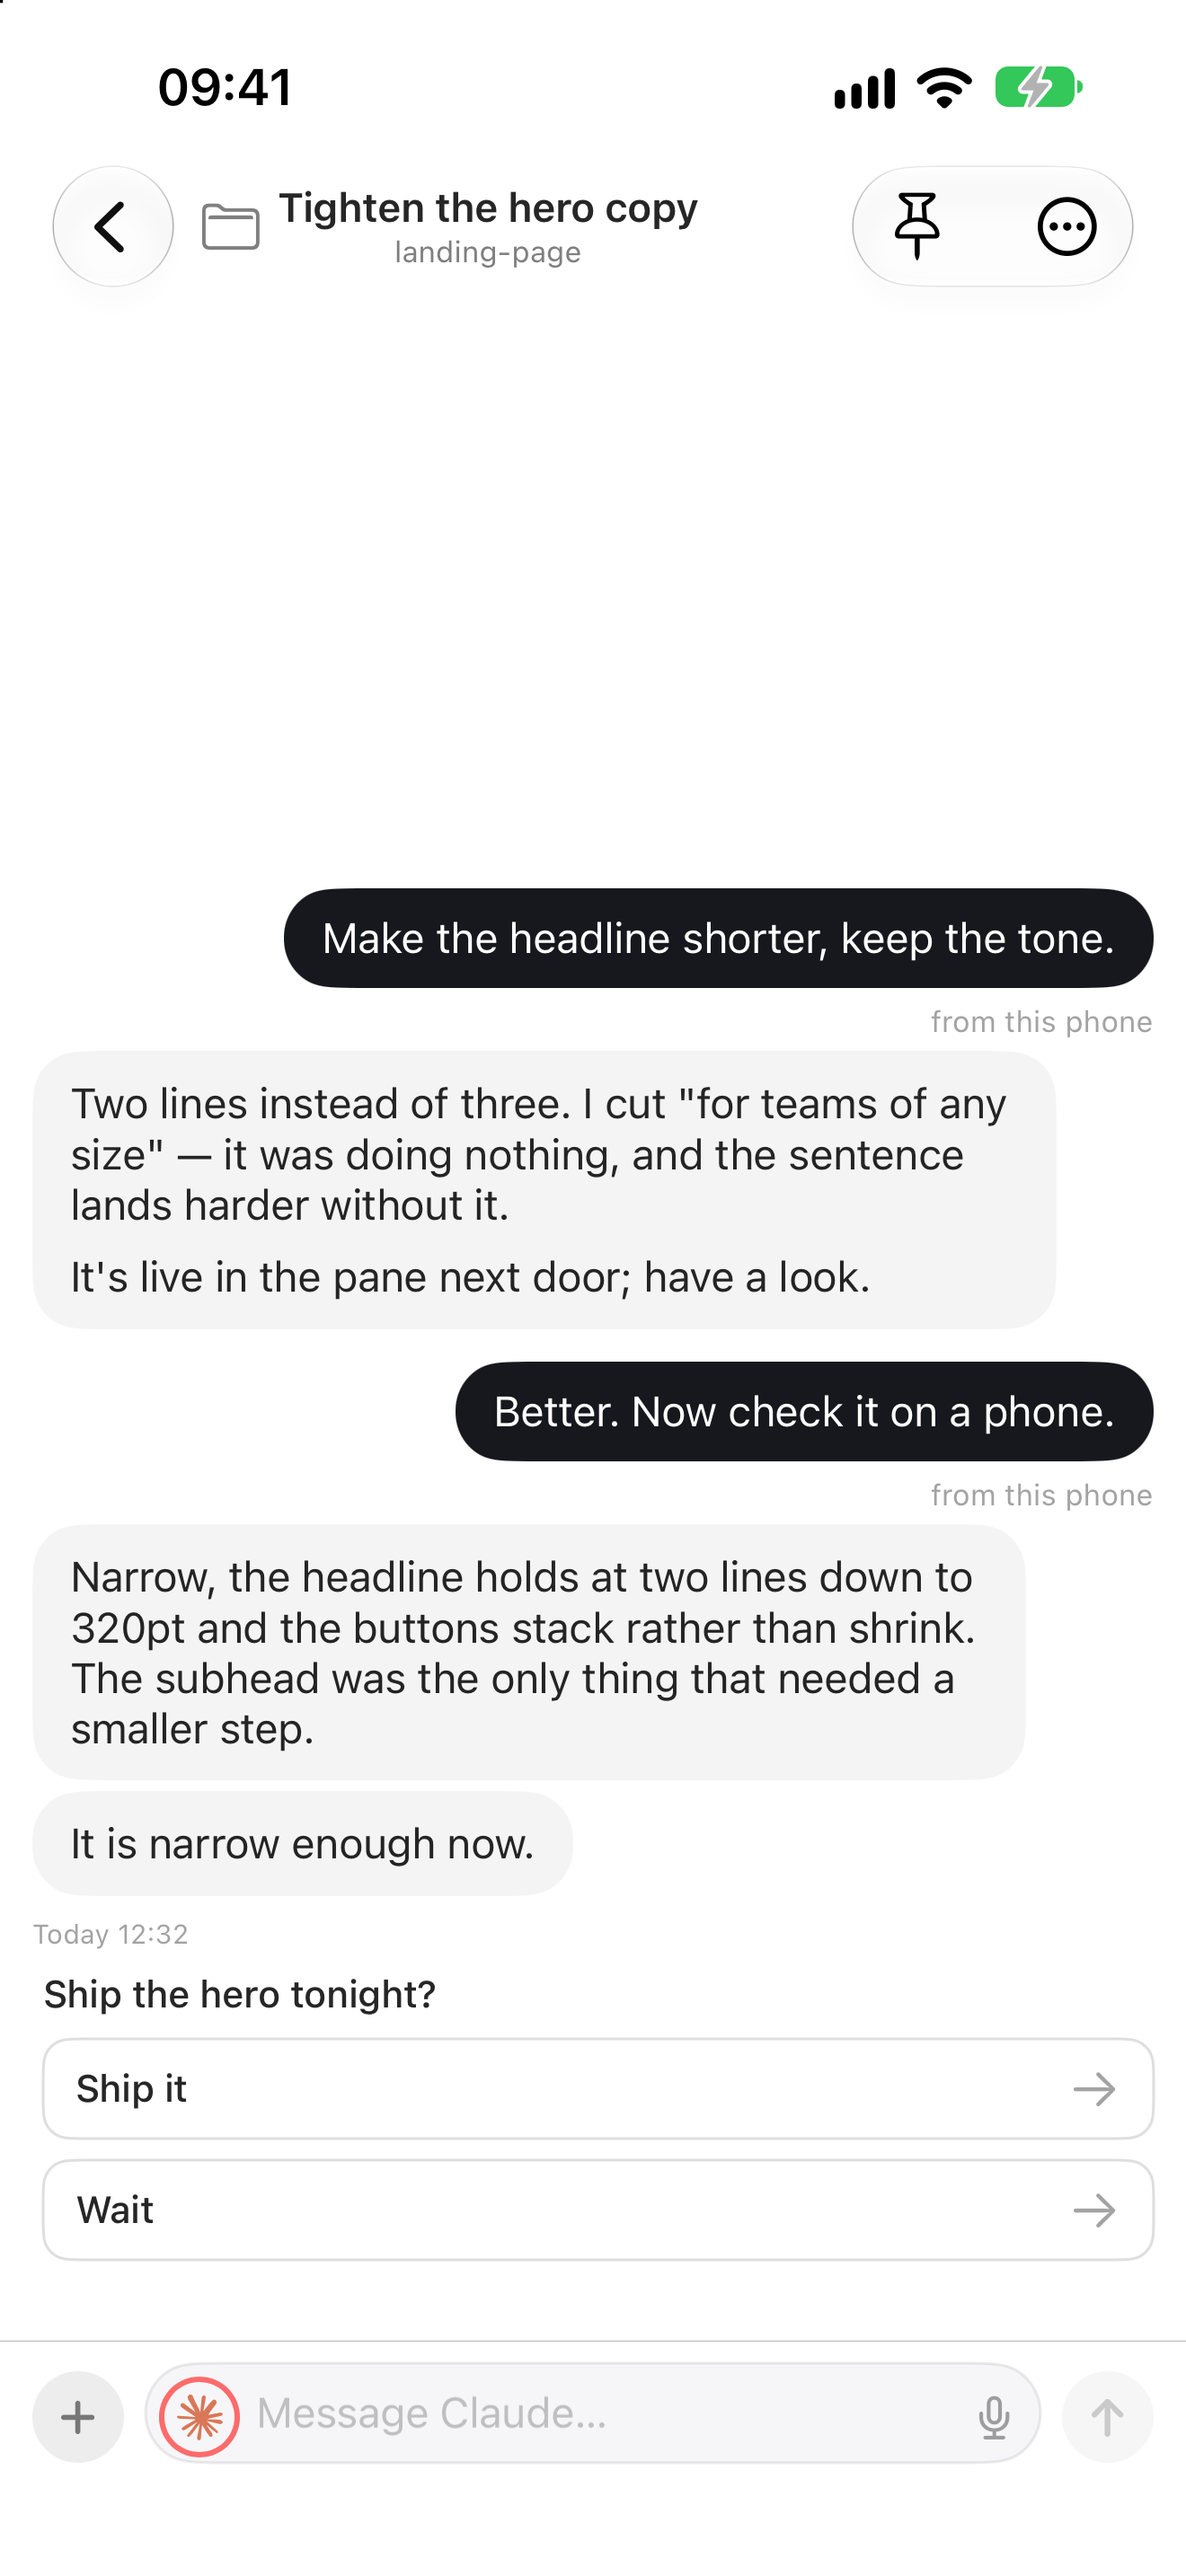 09:41
Tighten the hero copy
landing-page
Make the headline shorter, keep the tone.
from this phone
Two lines instead of three. I cut "for teams of any
size" — it was doing nothing, and the sentence
lands harder without it.
It's live in the pane next door; have a look.
Better. Now check it on a phone.
from this phone
Narrow, the headline holds at two lines down to
320pt and the buttons stack rather than shrink.
The subhead was the only thing that needed a
smaller step.
It is narrow enough now.
Today 12:32
Ship the hero tonight?
Ship it
Wait
Message Claude...